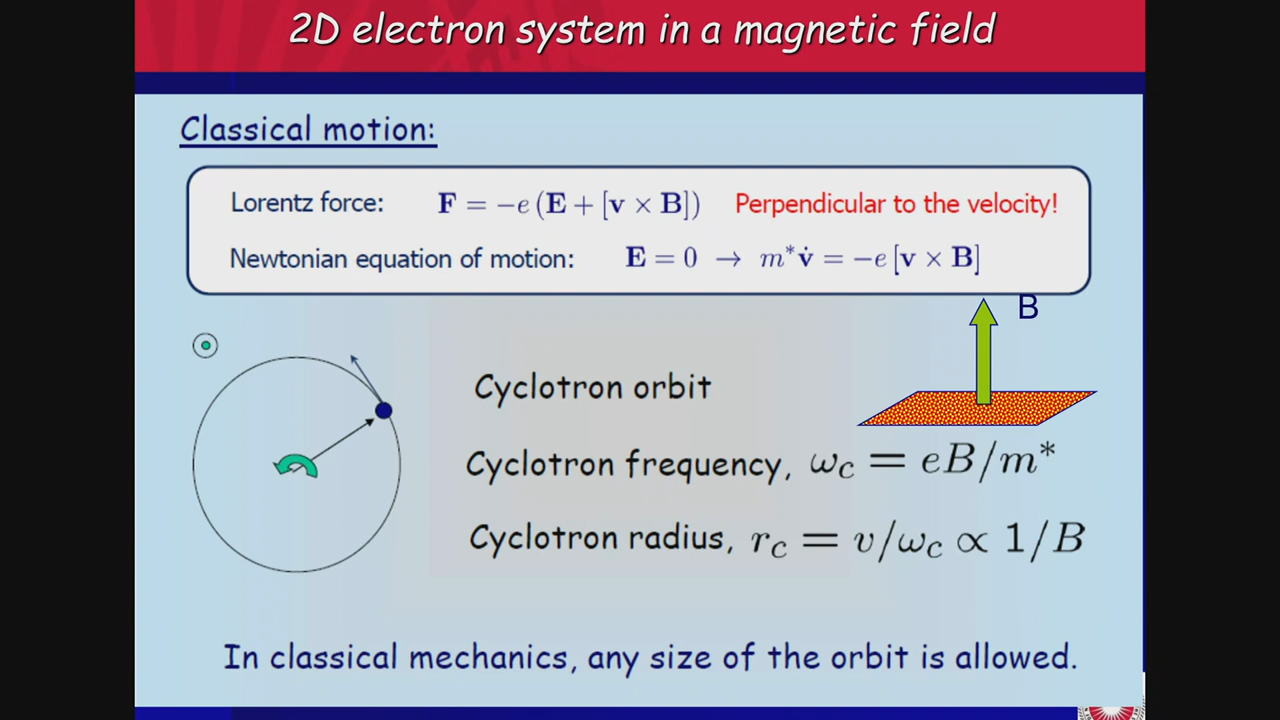 2D electron system in a magnetic field
Classical motion:
Lorentz force: F = −e (E + [v × B]) Perpendicular to the velocity!
Newtonian equation of motion: E = 0 → m*v̇ = −e [v × B]
B
Cyclotron orbit
Cyclotron frequency, ω_c = eB/m*
Cyclotron radius, r_c = v/ω_c ∝ 1/B
In classical mechanics, any size of the orbit is allowed.